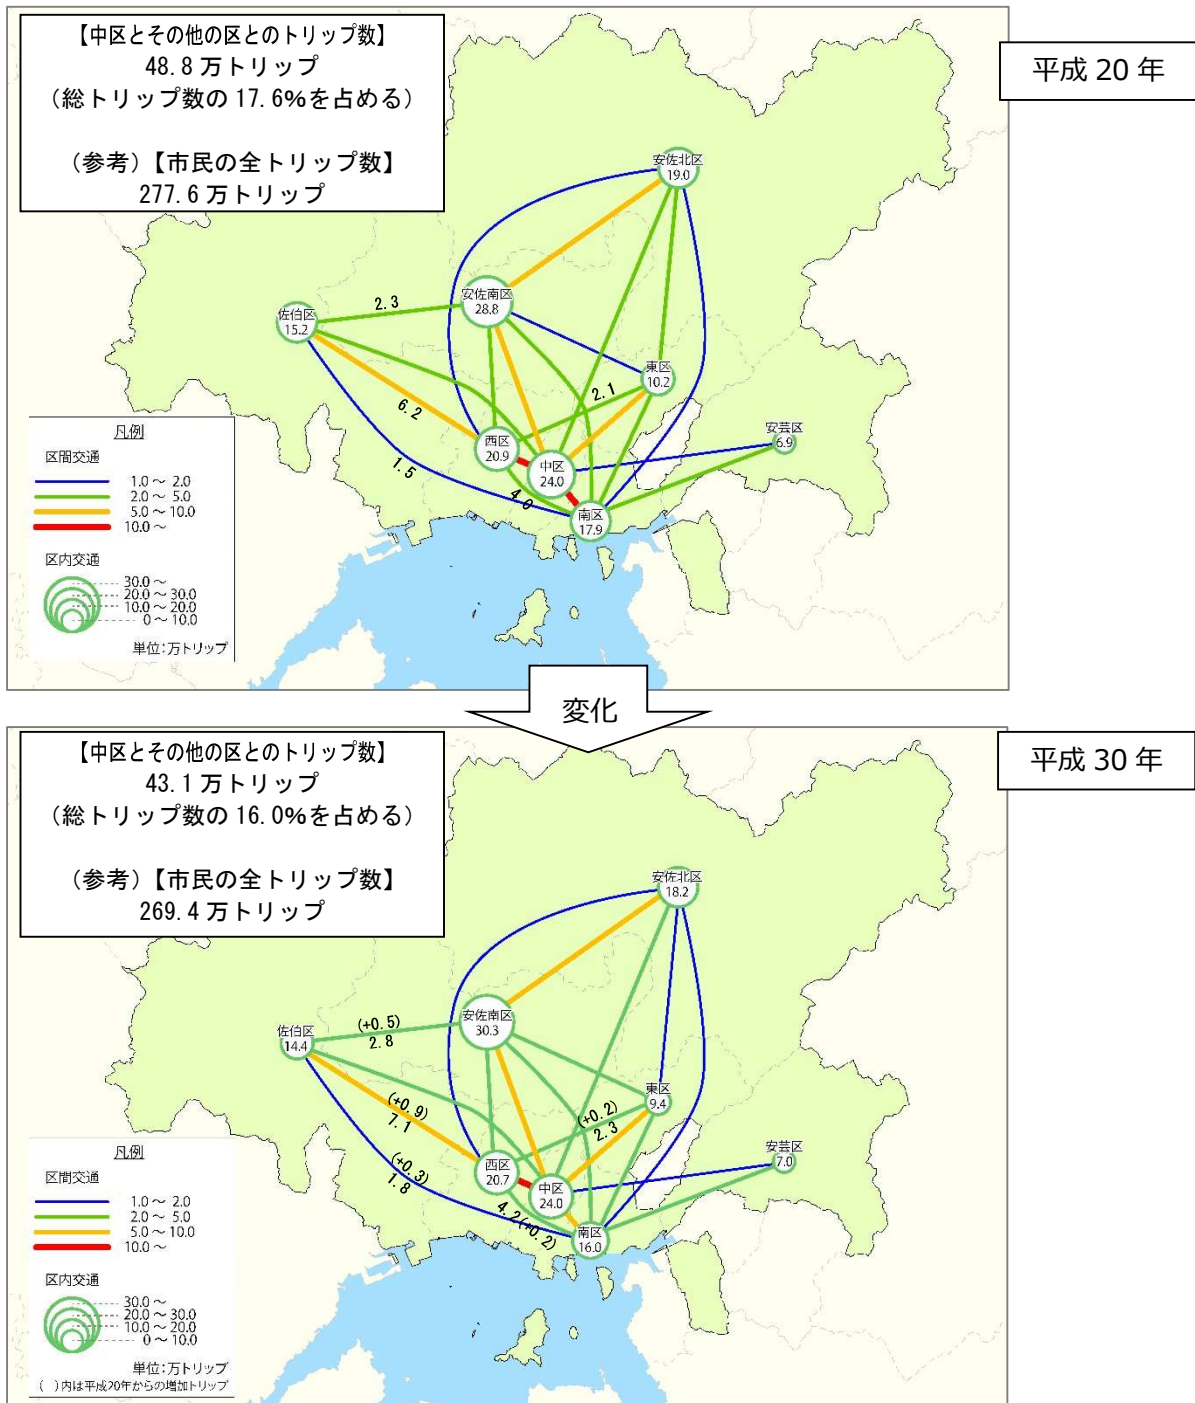 【中区とその他の区とのトリップ数】
48.8 万トリップ
（総トリップ数の 17.6%を占める）
（参考）【市民の全トリップ数】
277.6 万トリップ
平成 20 年
安佐北区
19.0
安佐南区
28.8
佐伯区
15.2
2.3
東区
10.2
2.1
6.2
安芸区
6.9
西区
20.9
中区
24.0
1.5
4.0
南区
17.9
凡例
区間交通
1.0 ～ 2.0
2.0 ～ 5.0
5.0 ～ 10.0
10.0 ～
区内交通
30.0 ～
20.0 ～ 30.0
10.0 ～ 20.0
0 ～ 10.0
単位：万トリップ
変化
【中区とその他の区とのトリップ数】
43.1 万トリップ
（総トリップ数の 16.0%を占める）
（参考）【市民の全トリップ数】
269.4 万トリップ
平成 30 年
安佐北区
18.2
安佐南区
30.3
佐伯区
14.4
(+0.5)
2.8
東区
9.4
(+0.2)
2.3
(+0.9)
7.1
安芸区
7.0
西区
20.7
中区
24.0
(+0.3)
1.8
4.2(+0.2)
南区
16.0
凡例
区間交通
1.0 ～ 2.0
2.0 ～ 5.0
5.0 ～ 10.0
10.0 ～
区内交通
30.0 ～
20.0 ～ 30.0
10.0 ～ 20.0
0 ～ 10.0
単位：万トリップ
（ ）内は平成20年からの増加トリップ